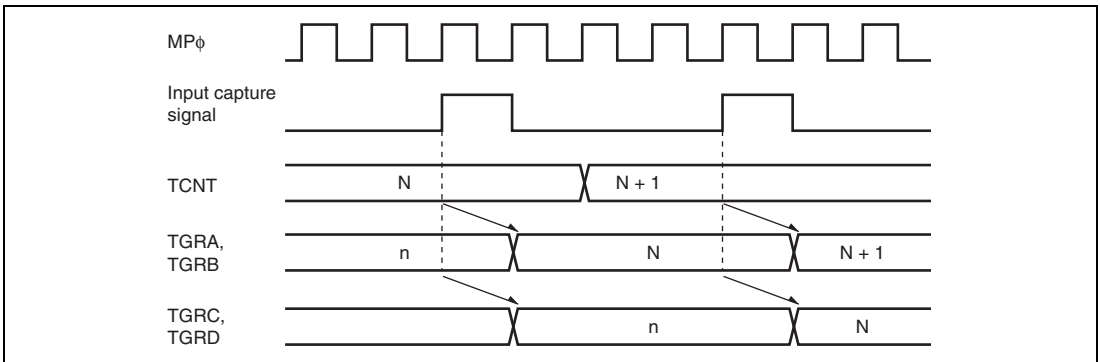 MPϕ
Input capture
signal
TCNT
N
N + 1
TGRA,
TGRB
n
N
N + 1
TGRC,
TGRD
n
N